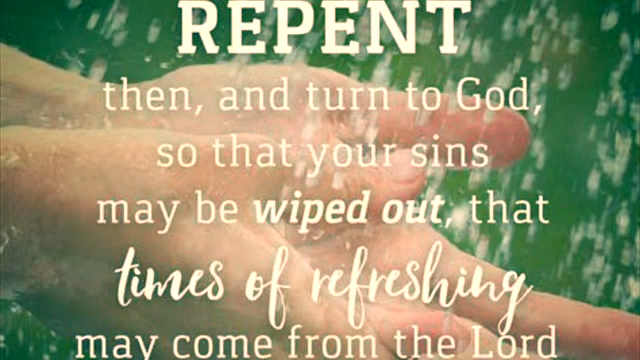 REPENT
then, and turn to God,
so that your sins
may be wiped out, that
times of refreshing
may come from the Lord